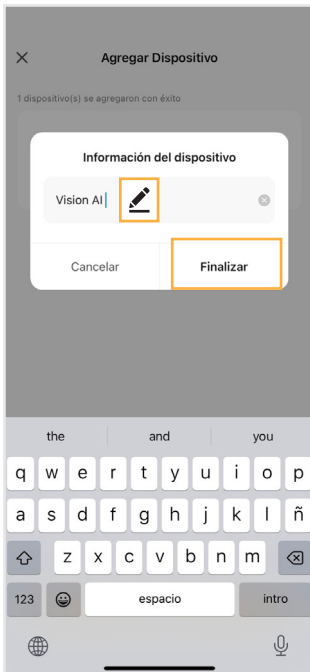 Agregar Dispositivo
1 dispositivo(s) se agregaron con éxito
Información del dispositivo
Vision AI
Cancelar Finalizar
the and you
q w e r t y u i o p
a s d f g h j k l ñ
z x c v b n m
123 espacio intro